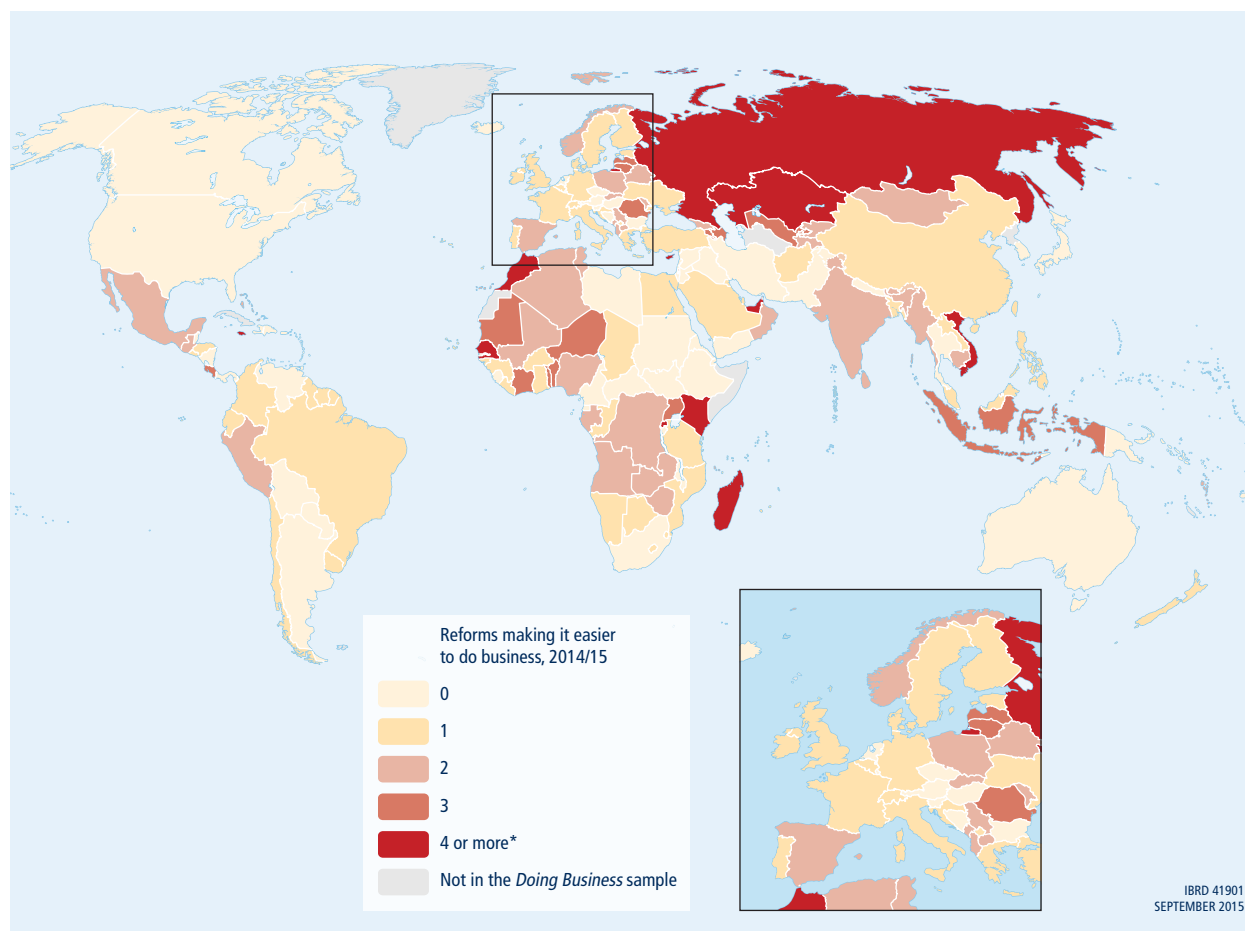 Reforms making it easier
to do business, 2014/15
0
1
2
3
4 or more*
Not in the Doing Business sample
IBRD 41901
SEPTEMBER 2015